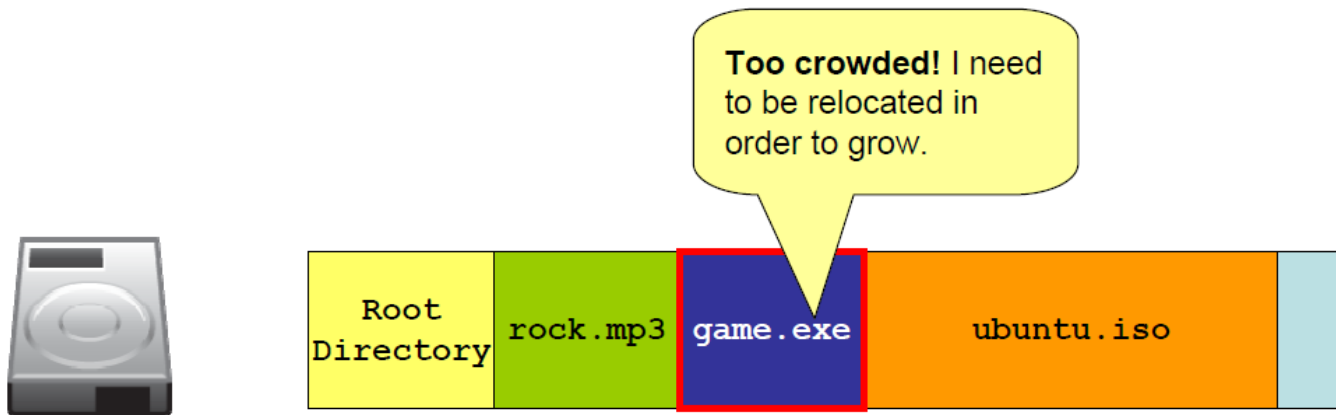 Too crowded! I need
to be relocated in
order to grow.
Root
Directory
rock.mp3
game.exe
ubuntu.iso